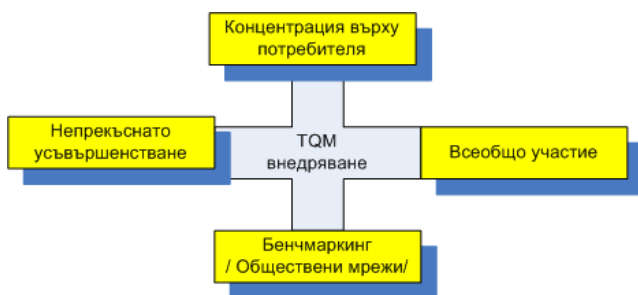 Концентрация върху
потребителя
Непрекъснато
усъвършенстване
TQM
внедряване
Всеобщо участие
Бенчмаркинг
/ Обществени мрежи/